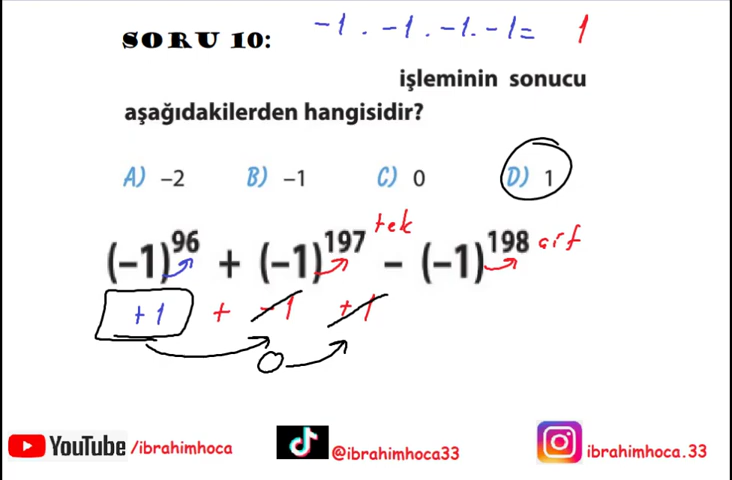 SORU 10: -1 . -1 . -1 . -1 = 1
işleminin sonucu
aşağıdakilerden hangisidir?
A) −2 B) −1 C) 0 D) 1
tek
(−1)^96 + (−1)^197 − (−1)^198 çift
+1 + -1 +1
0
YouTube /ibrahimhoca @ibrahimhoca33 ibrahimhoca.33